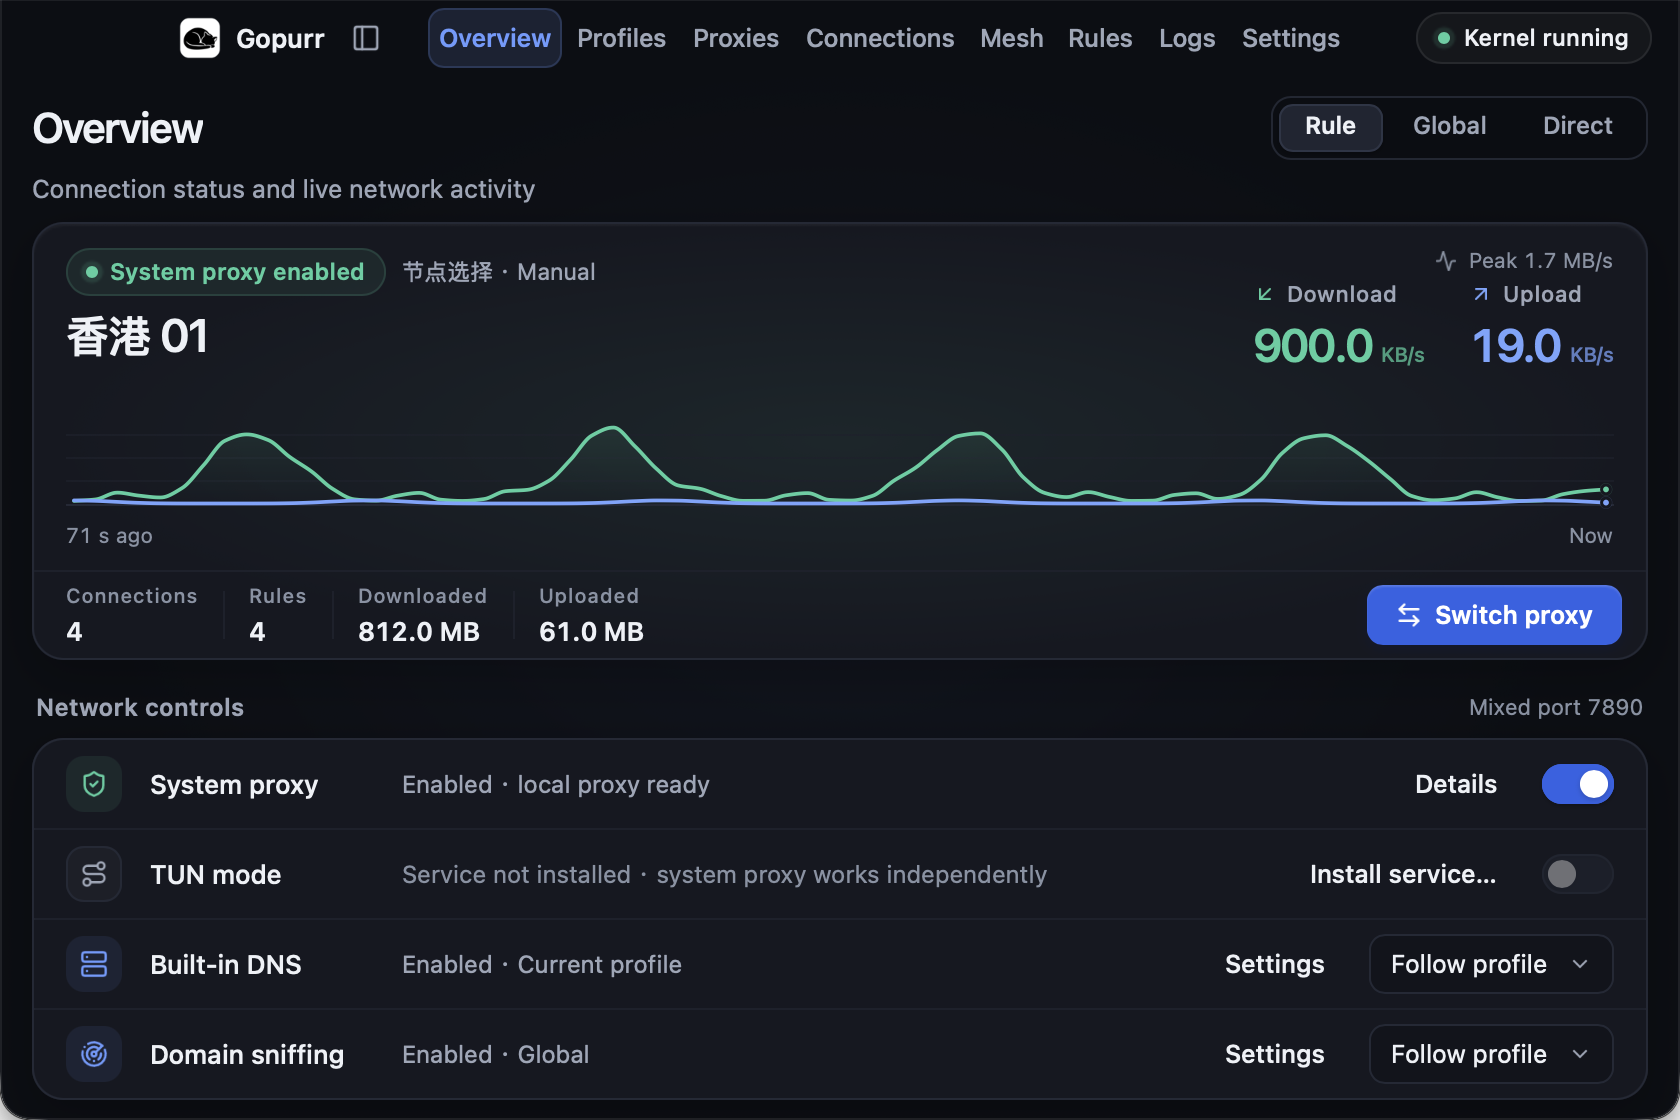 Gopurr
Overview Profiles Proxies Connections Mesh Rules Logs Settings
Kernel running
Overview
Rule Global Direct
Connection status and live network activity
System proxy enabled 节点选择 · Manual
Peak 1.7 MB/s
Download Upload
香港 01
900.0 KB/s 19.0 KB/s
71 s ago Now
Connections Rules Downloaded Uploaded
4 4 812.0 MB 61.0 MB
Switch proxy
Network controls Mixed port 7890
System proxy Enabled · local proxy ready Details
TUN mode Service not installed · system proxy works independently Install service...
Built-in DNS Enabled · Current profile Settings Follow profile
Domain sniffing Enabled · Global Settings Follow profile